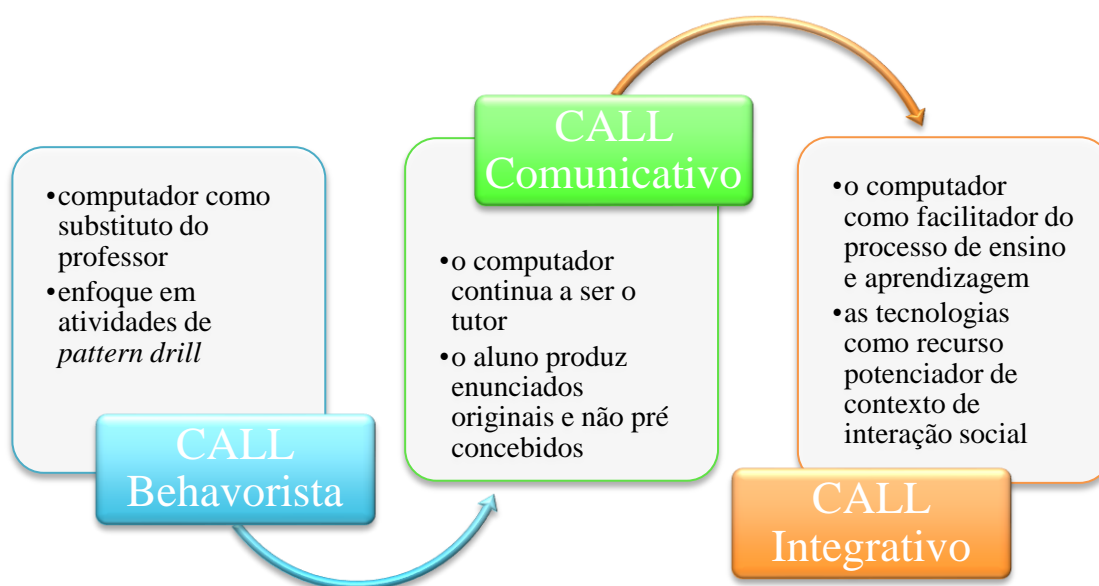 •computador como
substituto do
professor
•enfoque em
atividades de
pattern drill
CALL
Behavorista
CALL
Comunicativo
•o computador
continua a ser o
tutor
•o aluno produz
enunciados
originais e não pré
concebidos
•o computador
como facilitador do
processo de ensino
e aprendizagem
•as tecnologias
como recurso
potenciador de
contexto de
interação social
CALL
Integrativo